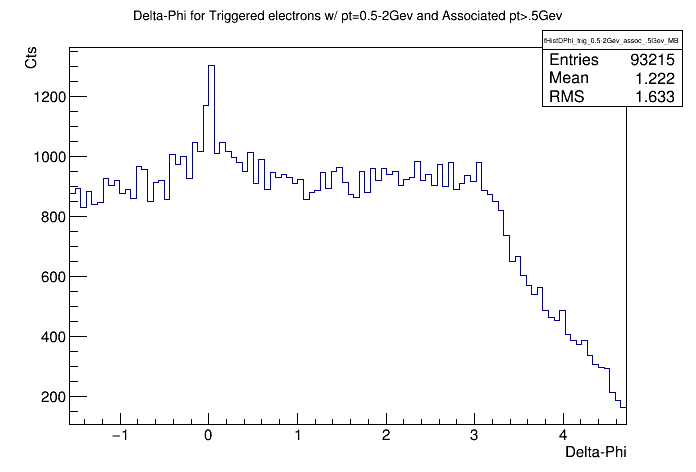 Delta-Phi for Triggered electrons w/ pt=0.5-2Gev and Associated pt>.5Gev
Cts
fHistDPhi_trig_0.5-2Gev_assoc_.5Gev_MB
Entries 93215
Mean 1.222
RMS 1.633
1200
1000
800
600
400
200
−1 0 1 2 3 4
Delta-Phi